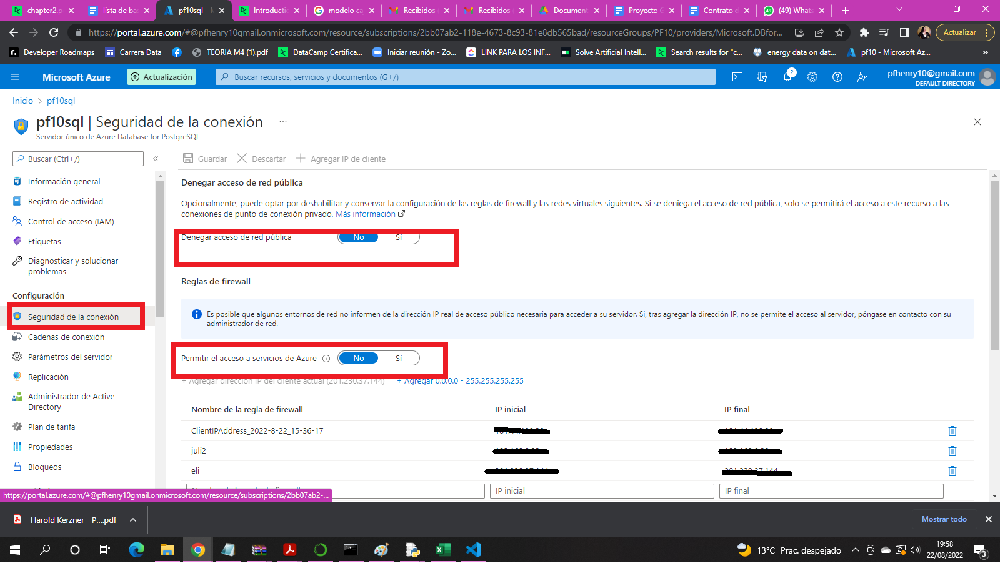 chapter2.p
lista de ba
pf10sql - M
Introducti
modelo ca
Recibidos
Recibidos
Document
Proyecto G
Contrato d
(49) Whats
https://portal.azure.com/#@pfhenry10gmail.onmicrosoft.com/resource/subscriptions/2bb07ab2-118e-4673-8c93-81e8db565bad/resourceGroups/PF10/providers/Microsoft.DBfor...
Actualizar
Developer Roadmaps
Carrera Data
TEORIA M4 (1).pdf
DataCamp Certifica...
Iniciar reunión - Zo...
LINK PARA LOS INF...
Solve Artificial Intell...
Search results for "c...
energy data on dat...
pf10 - Microsoft Az...
»
Microsoft Azure
Actualización
Buscar recursos, servicios y documentos (G+/)
2
pfhenry10@gmail.com
DEFAULT DIRECTORY
Inicio > pf10sql
pf10sql | Seguridad de la conexión ...
Servidor único de Azure Database for PostgreSQL
Buscar (Ctrl+/)
«
Guardar
Descartar
Agregar IP de cliente
Información general
Registro de actividad
Control de acceso (IAM)
Etiquetas
Diagnosticar y solucionar
problemas
Configuración
Seguridad de la conexión
Cadenas de conexión
Parámetros del servidor
Replicación
Administrador de Active
Directory
Plan de tarifa
Propiedades
Bloqueos
Denegar acceso de red pública
Opcionalmente, puede optar por deshabilitar y conservar la configuración de las reglas de firewall y las redes virtuales siguientes. Si se deniega el acceso de red pública, solo se permitirá el acceso a este recurso a las
conexiones de punto de conexión privado. Más información
Denegar acceso de red pública No Sí
Reglas de firewall
Es posible que algunos entornos de red no informen de la dirección IP real de acceso público necesaria para acceder a su servidor. Si, tras agregar la dirección IP, no se permite el acceso al servidor, póngase en contacto con su
administrador de red.
Permitir el acceso a servicios de Azure No Sí
+ Agregar dirección IP del cliente actual (201.230.37.144) + Agregar 0.0.0.0 - 255.255.255.255
Nombre de la regla de firewall IP inicial IP final
ClientIPAddress_2022-8-22_15-36-17
juli2
eli
IP inicial IP final
https://portal.azure.com/#@pfhenry10gmail.onmicrosoft.com/resource/subscriptions/2bb07ab2-...
Harold Kerzner - P....pdf
Mostrar todo
13°C Prac. despejado
19:58
22/08/2022
3